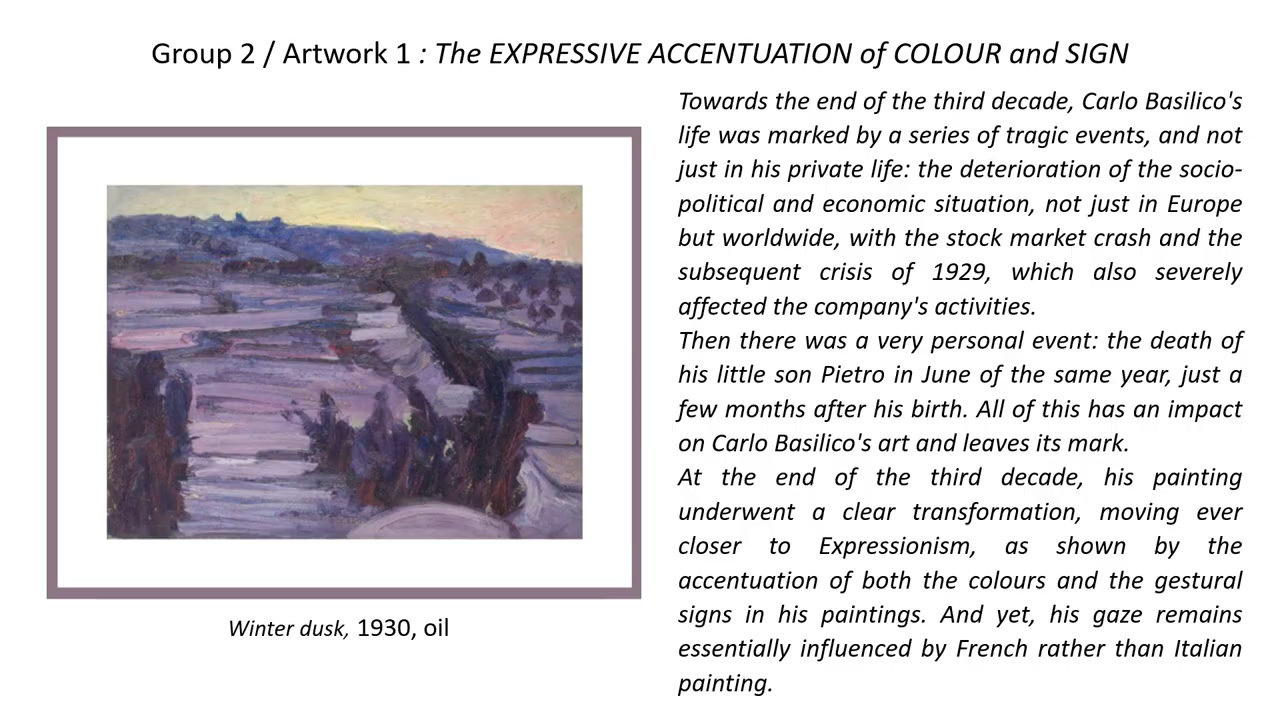 Group 2 / Artwork 1 : The EXPRESSIVE ACCENTUATION of COLOUR and SIGN
Towards the end of the third decade, Carlo Basilico's
life was marked by a series of tragic events, and not
just in his private life: the deterioration of the socio-
political and economic situation, not just in Europe
but worldwide, with the stock market crash and the
subsequent crisis of 1929, which also severely
affected the company's activities.
Then there was a very personal event: the death of
his little son Pietro in June of the same year, just a
few months after his birth. All of this has an impact
on Carlo Basilico's art and leaves its mark.
At the end of the third decade, his painting
underwent a clear transformation, moving ever
closer to Expressionism, as shown by the
accentuation of both the colours and the gestural
signs in his paintings. And yet, his gaze remains
essentially influenced by French rather than Italian
painting.
Winter dusk, 1930, oil